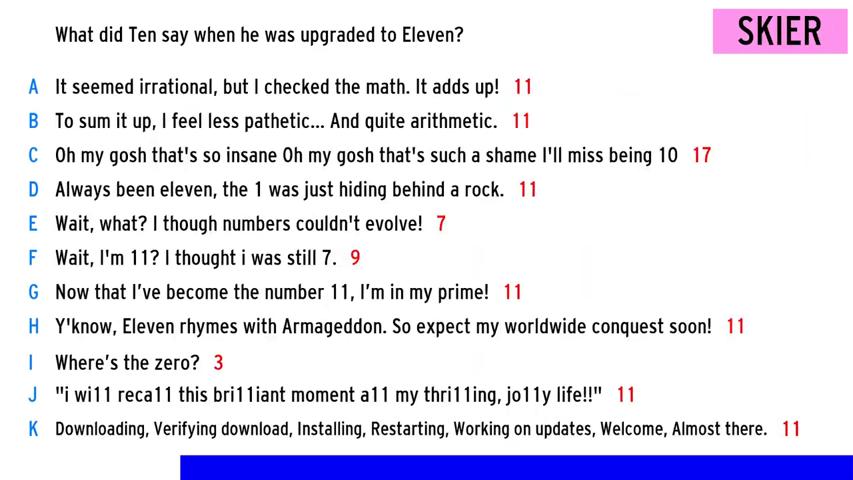 What did Ten say when he was upgraded to Eleven?
SKIER
A It seemed irrational, but I checked the math. It adds up! 11
B To sum it up, I feel less pathetic... And quite arithmetic. 11
C Oh my gosh that's so insane Oh my gosh that's such a shame I'll miss being 10 17
D Always been eleven, the 1 was just hiding behind a rock. 11
E Wait, what? I though numbers couldn't evolve! 7
F Wait, I'm 11? I thought i was still 7. 9
G Now that I've become the number 11, I'm in my prime! 11
H Y'know, Eleven rhymes with Armageddon. So expect my worldwide conquest soon! 11
I Where's the zero? 3
J "i wi11 reca11 this bri11iant moment a11 my thri11ing, jo11y life!!" 11
K Downloading, Verifying download, Installing, Restarting, Working on updates, Welcome, Almost there. 11